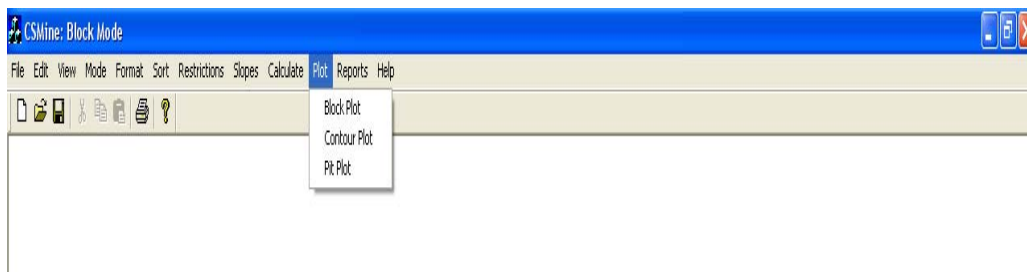 CSMine: Block Mode
File Edit View Mode Format Sort Restrictions Slopes Calculate Plot Reports Help
Block Plot
Contour Plot
Pit Plot